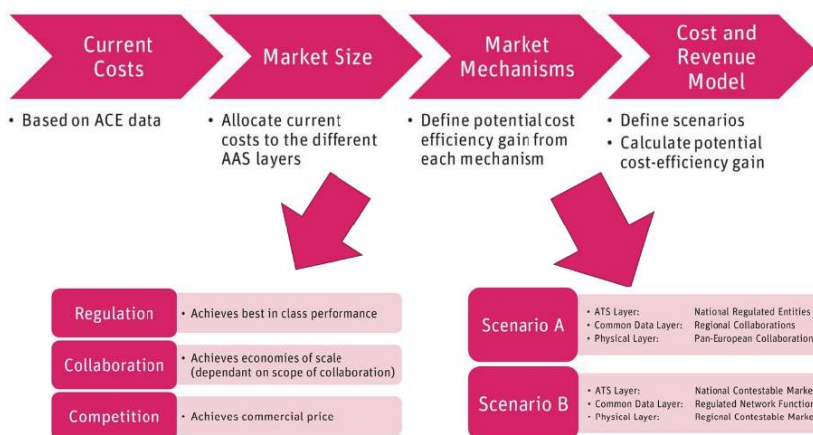 Current
Costs
Market Size
Market
Mechanisms
Cost and
Revenue
Model
• Based on ACE data
• Allocate current
costs to the different
AAS layers
• Define potential cost
efficiency gain from
each mechanism
• Define scenarios
• Calculate potential
cost-efficiency gain
Regulation
• Achieves best in class performance
Collaboration
• Achieves economies of scale
(dependant on scope of collaboration)
Competition
• Achieves commercial price
Scenario A
• ATS Layer: National Regulated Entities
• Common Data Layer: Regional Collaborations
• Physical Layer: Pan-European Collaboration
Scenario B
• ATS Layer: National Contestable Marke
• Common Data Layer: Regulated Network Function
• Physical Layer: Regional Contestable Marke